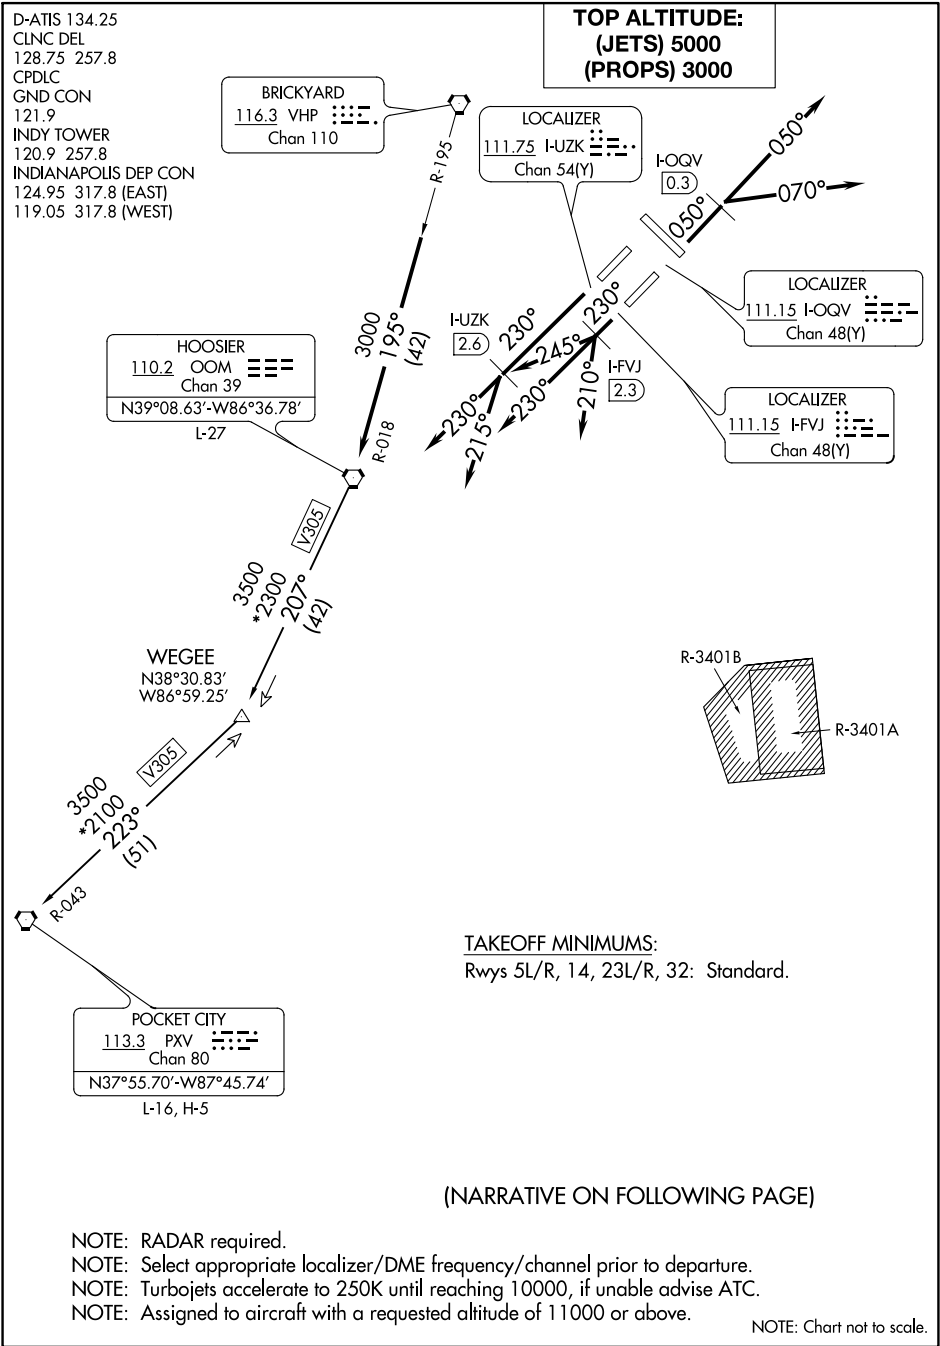 D-ATIS 134.25
CLNC DEL
128.75 257.8
CPDLC
GND CON
121.9
INDY TOWER
120.9 257.8
INDIANAPOLIS DEP CON
124.95 317.8 (EAST)
119.05 317.8 (WEST)
TOP ALTITUDE:
(JETS) 5000
(PROPS) 3000
BRICKYARD
116.3 VHP
Chan 110
R-195
LOCALIZER
111.75 I-UZK
Chan 54(Y)
I-OQV
0.3
050°
070°
050°
LOCALIZER
111.15 I-OQV
Chan 48(Y)
3000
195°
(42)
I-UZK
2.6
230°
230°
245°
I-FVJ
2.3
230°
215°
230°
210°
LOCALIZER
111.15 I-FVJ
Chan 48(Y)
HOOSIER
110.2 OOM
Chan 39
N39°08.63'-W86°36.78'
L-27
R-018
V305
3500
*2300
207°
(42)
WEGEE
N38°30.83'
W86°59.25'
R-3401B
R-3401A
V305
3500
*2100
223°
(51)
R-043
POCKET CITY
113.3 PXV
Chan 80
N37°55.70'-W87°45.74'
L-16, H-5
TAKEOFF MINIMUMS:
Rwys 5L/R, 14, 23L/R, 32: Standard.
(NARRATIVE ON FOLLOWING PAGE)
NOTE: RADAR required.
NOTE: Select appropriate localizer/DME frequency/channel prior to departure.
NOTE: Turbojets accelerate to 250K until reaching 10000, if unable advise ATC.
NOTE: Assigned to aircraft with a requested altitude of 11000 or above.
NOTE: Chart not to scale.